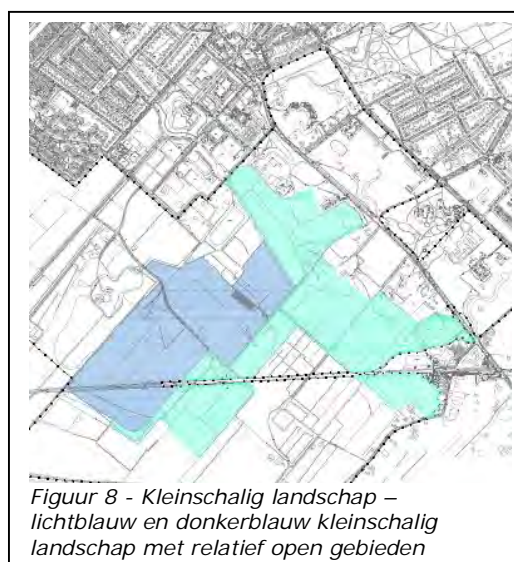 Figuur 8 - Kleinschalig landschap –
lichtblauw en donkerblauw kleinschalig
landschap met relatief open gebieden